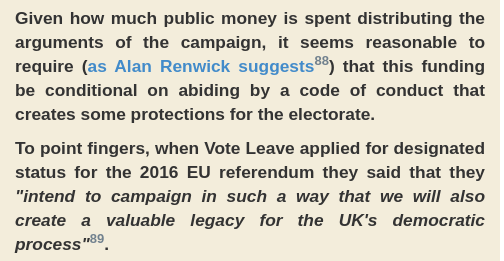 Given how much public money is spent distributing the
arguments of the campaign, it seems reasonable to
require (as Alan Renwick suggests88) that this funding
be conditional on abiding by a code of conduct that
creates some protections for the electorate.
To point fingers, when Vote Leave applied for designated
status for the 2016 EU referendum they said that they
"intend to campaign in such a way that we will also
create a valuable legacy for the UK's democratic
process"89.